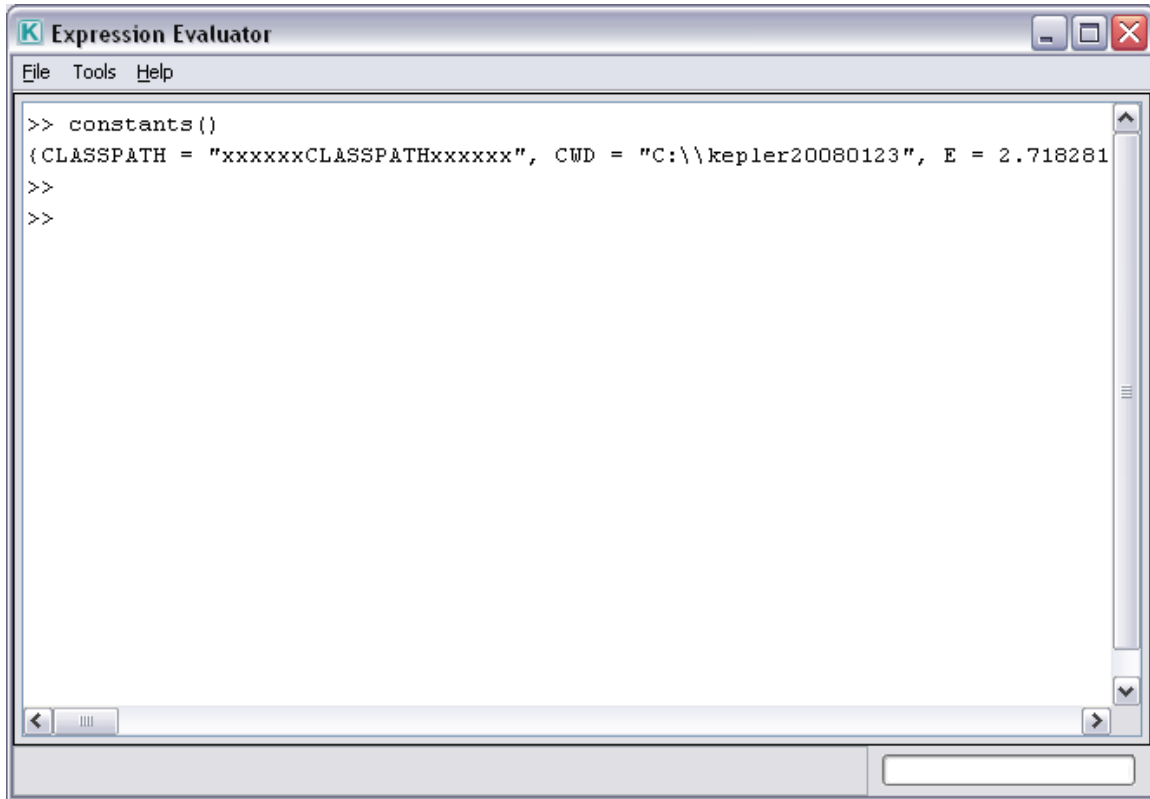 K Expression Evaluator
File Tools Help
>> constants()
{CLASSPATH = "xxxxxxCLASSPATHxxxxxx", CWD = "C:\\kepler20080123", E = 2.718281
>>
>>